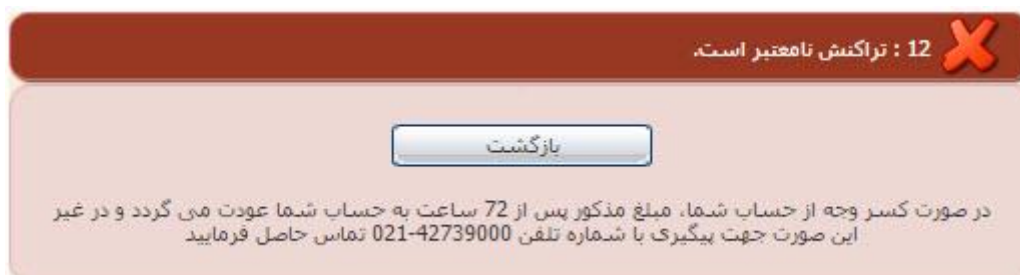 12 : تراکنش نامعتبر است.
بازگشت
در صورت کسر وجه از حساب شما، مبلغ مذکور پس از 72 ساعت به حساب شما عودت می گردد و در غیر
این صورت جهت پیگیری با شماره تلفن 42739000-021 تماس حاصل فرمایید